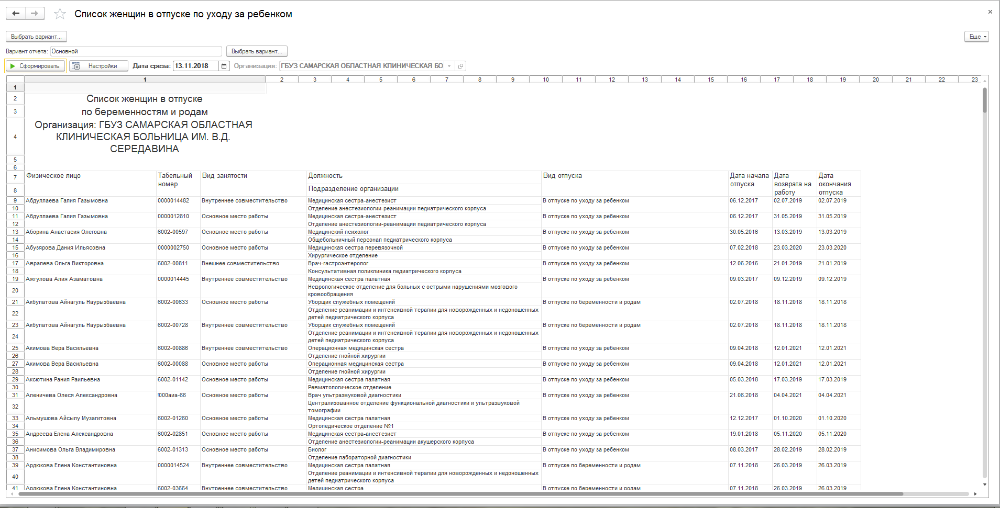 Список женщин в отпуске по уходу за ребенком
Выбрать вариант...
Еще
Вариант отчета: Основной Выбрать вариант...
Сформировать Настройки Дата среза: 13.11.2018 Организация: ГБУЗ САМАРСКАЯ ОБЛАСТНАЯ КЛИНИЧЕСКАЯ БО
1 2 3 4 5 6 7 8 9 10 11 12 13 14 15 16 17 18 19 20 21 22 23
1
2 Список женщин в отпуске
3 по беременностям и родам
Организация: ГБУЗ САМАРСКАЯ ОБЛАСТНАЯ
4 КЛИНИЧЕСКАЯ БОЛЬНИЦА ИМ. В.Д.
СЕРЕДАВИНА
5
6
7 Физическое лицо Табельный номер Вид занятости Должность Вид отпуска Дата начала отпуска Дата возврата на работу Дата окончания отпуска
8 Подразделение организации
9 Абдуллаева Галия Газымовна 0000014482 Внутреннее совместительство Медицинская сестра-анестезист В отпуске по уходу за ребенком 06.12.2017 02.07.2019 02.07.2019
10 Отделение анестезиологии-реанимации педиатрического корпуса
11 Абдуллаева Галия Газымовна 0000012810 Основное место работы Медицинская сестра-анестезист В отпуске по уходу за ребенком 06.12.2017 31.05.2019 31.05.2019
12 Отделение анестезиологии-реанимации педиатрического корпуса
13 Аборина Анастасия Олеговна 6002-00597 Основное место работы Медицинский психолог В отпуске по уходу за ребенком 30.05.2016 13.03.2019 13.03.2019
14 Общебольничный персонал педиатрического корпуса
15 Абузярова Дания Ильясовна 0000002750 Основное место работы Медицинская сестра перевязочной В отпуске по уходу за ребенком 07.02.2018 23.03.2020 23.03.2020
16 Хирургическое отделение
17 Авралева Ольга Викторовна 6002-00811 Внешнее совместительство Врач-гастроэнтеролог В отпуске по уходу за ребенком 12.06.2016 21.01.2019 21.01.2019
18 Консультативная поликлиника педиатрического корпуса
19 Ажгулова Алия Азаматовна 0000014445 Внутреннее совместительство Медицинская сестра палатная В отпуске по уходу за ребенком 09.03.2017 09.12.2019 09.12.2019
20 Неврологическое отделение для больных с острыми нарушениями мозгового
кровообращения
21 Акбулатова Айнагуль Наурызбаевна 6002-00633 Основное место работы Уборщик служебных помещений В отпуске по беременности и родам 02.07.2018 18.11.2018 18.11.2018
22 Отделение реанимации и интенсивной терапии для новорожденных и недоношенных
детей педиатрического корпуса
23 Акбулатова Айнагуль Наурызбаевна 6002-00728 Внутреннее совместительство Уборщик служебных помещений В отпуске по беременности и родам 02.07.2018 18.11.2018 18.11.2018
24 Отделение реанимации и интенсивной терапии для новорожденных и недоношенных
детей педиатрического корпуса
25 Акимова Вера Васильевна 6002-00886 Внутреннее совместительство Операционная медицинская сестра В отпуске по уходу за ребенком 09.04.2018 12.01.2021 12.01.2021
26 Отделение гнойной хирургии
27 Акимова Вера Васильевна 6002-00088 Основное место работы Операционная медицинская сестра В отпуске по уходу за ребенком 09.04.2018 12.01.2021 12.01.2021
28 Отделение гнойной хирургии
29 Аксютина Рания Раильевна 6002-01142 Основное место работы Медицинская сестра палатная В отпуске по уходу за ребенком 05.03.2018 17.03.2019 17.03.2019
30 Ревматологическое отделение
31 Аленичева Олеся Александровна !000аиа-66 Основное место работы Врач ультразвуковой диагностики В отпуске по уходу за ребенком 21.06.2018 04.04.2021 04.04.2021
32 Централизованное отделение функциональной диагностики и ультразвуковой
томографии
33 Альмушова Айсылу Музагитовна 6002-01260 Основное место работы Медицинская сестра палатная В отпуске по уходу за ребенком 12.12.2017 01.10.2020 01.10.2020
34 Ортопедическое отделение №1
35 Андреева Елена Александровна 6002-02851 Основное место работы Медицинская сестра-анестезист В отпуске по уходу за ребенком 19.01.2018 05.11.2020 05.11.2020
36 Отделение анестезиологии-реанимации акушерского корпуса
37 Анисимова Ольга Владимировна 6002-01313 Основное место работы Биолог В отпуске по уходу за ребенком 08.03.2017 28.02.2019 28.02.2019
38 Отделение лабораторной диагностики
39 Ардюкова Елена Константиновна 0000014524 Внутреннее совместительство Медицинская сестра палатная В отпуске по беременности и родам 07.11.2018 26.03.2019 26.03.2019
40 Отделение реанимации и интенсивной терапии для новорожденных и недоношенных
детей педиатрического корпуса
41 Ардюкова Елена Константиновна 6002-03664 Внутреннее совместительство Медицинская сестра В отпуске по беременности и родам 07.11.2018 26.03.2019 26.03.2019